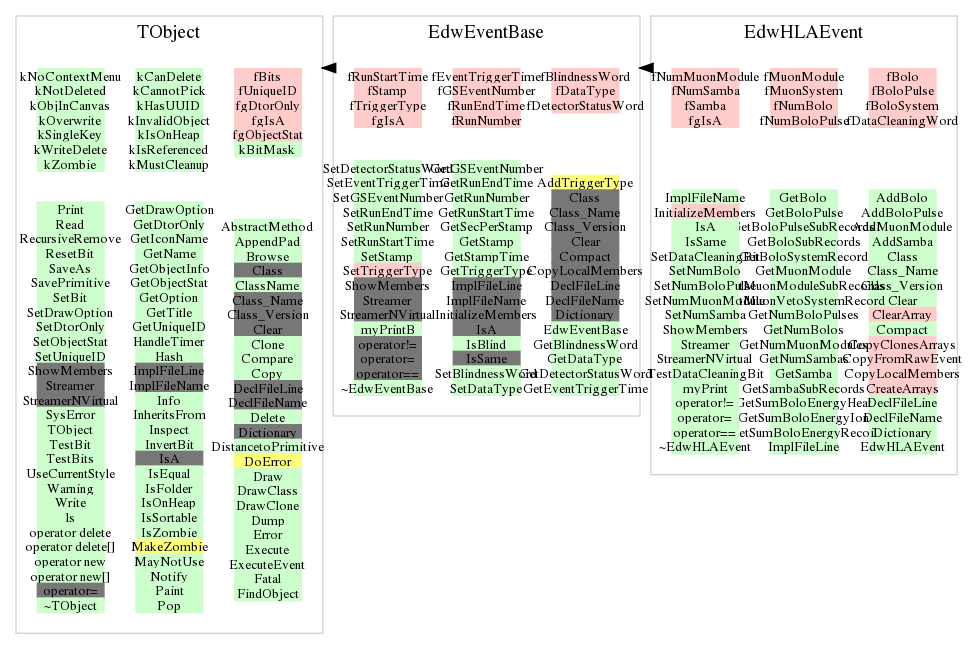 TObject
kNoContextMenu
kNotDeleted
kObjInCanvas
kOverwrite
kSingleKey
kWriteDelete
kZombie
kCanDelete
kCannotPick
kHasUUID
kInvalidObject
kIsOnHeap
kIsReferenced
kMustCleanup
fBits
fUniqueID
fgDtorOnly
fgIsA
fgObjectStat
kBitMask
Print
Read
RecursiveRemove
ResetBit
SaveAs
SavePrimitive
SetBit
SetDrawOption
SetDtorOnly
SetObjectStat
SetUniqueID
ShowMembers
Streamer
StreamerNVirtual
SysError
TObject
TestBit
TestBits
UseCurrentStyle
Warning
Write
ls
operator delete
operator delete[]
operator new
operator new[]
operator=
~TObject
GetDrawOption
GetDtorOnly
GetIconName
GetName
GetObjectInfo
GetObjectStat
GetOption
GetTitle
GetUniqueID
HandleTimer
Hash
ImplFileLine
ImplFileName
Info
InheritsFrom
Inspect
InvertBit
IsA
IsEqual
IsFolder
IsOnHeap
IsSortable
IsZombie
MakeZombie
MayNotUse
Notify
Paint
Pop
AbstractMethod
AppendPad
Browse
Class
ClassName
Class_Name
Class_Version
Clear
Clone
Compare
Copy
DeclFileLine
DeclFileName
Delete
Dictionary
DistancetoPrimitive
DoError
Draw
DrawClass
DrawClone
Dump
Error
Execute
ExecuteEvent
Fatal
FindObject
EdwEventBase
fRunStartTime
fStamp
fTriggerType
fgIsA
fEventTriggerTime
fGSEventNumber
fRunEndTime
fRunNumber
fBlindnessWord
fDataType
fDetectorStatusWord
SetDetectorStatusWord
SetEventTriggerTime
SetGSEventNumber
SetRunEndTime
SetRunNumber
SetRunStartTime
SetStamp
SetTriggerType
ShowMembers
Streamer
StreamerNVirtual
myPrintB
operator!=
operator=
operator==
~EdwEventBase
GetGSEventNumber
GetRunEndTime
GetRunNumber
GetRunStartTime
GetSecPerStamp
GetStamp
GetStampTime
GetTriggerType
ImplFileLine
ImplFileName
InitializeMembers
IsA
IsBlind
IsSame
SetBlindnessWord
SetDataType
AddTriggerType
Class
Class_Name
Class_Version
Clear
Compact
CopyLocalMembers
DeclFileLine
DeclFileName
Dictionary
EdwEventBase
GetBlindnessWord
GetDataType
GetDetectorStatusWord
GetEventTriggerTime
EdwHLAEvent
fNumMuonModule
fNumSamba
fSamba
fgIsA
fMuonModule
fMuonSystem
fNumBolo
fNumBoloPulse
fBolo
fBoloPulse
fBoloSystem
fDataCleaningWord
ImplFileName
InitializeMembers
IsA
IsSame
SetDataCleaningBit
SetNumBolo
SetNumBoloPulse
SetNumMuonModule
SetNumSamba
ShowMembers
Streamer
StreamerNVirtual
TestDataCleaningBit
myPrint
operator!=
operator=
operator==
~EdwHLAEvent
GetBolo
GetBoloPulse
GetBoloPulseSubRecords
GetBoloSubRecords
GetBoloSystemRecord
GetMuonModule
GetMuonModuleSubRecords
GetMuonVetoSystemRecord
GetNumBoloPulses
GetNumBolos
GetNumMuonModules
GetNumSambas
GetSamba
GetSambaSubRecords
GetSumBoloEnergyHeat
GetSumBoloEnergyIon
GetSumBoloEnergyRecoil
ImplFileLine
AddBolo
AddBoloPulse
AddMuonModule
AddSamba
Class
Class_Name
Class_Version
Clear
ClearArray
Compact
CopyClonesArrays
CopyFromRawEvent
CopyLocalMembers
CreateArrays
DeclFileLine
DeclFileName
Dictionary
EdwHLAEvent